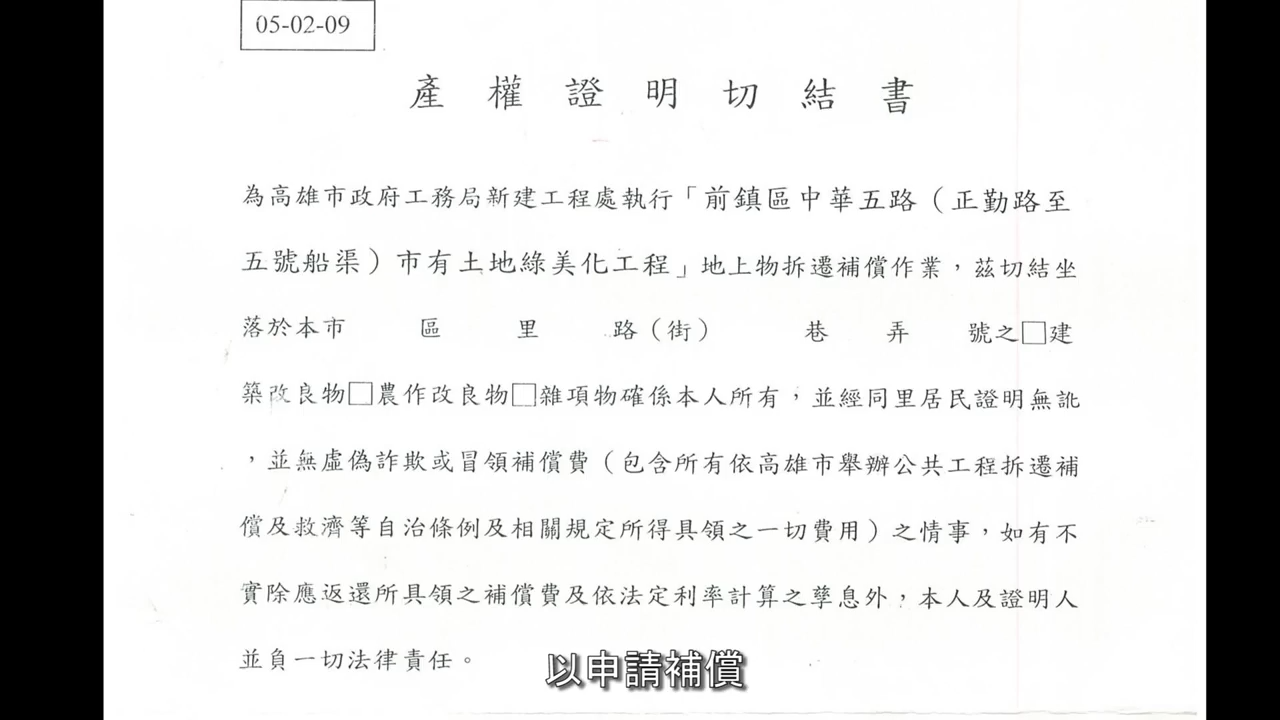 05-02-09
產權證明切結書
為高雄市政府工務局新建工程處執行「前鎮區中華五路（正勤路至
五號船渠）市有土地綠美化工程」地上物拆遷補償作業，茲切結坐
落於本市　區　里　路（街）　巷　弄　號之□建
築改良物□農作改良物□雜項物確係本人所有，並經同里居民證明無訛
，並無虛偽詐欺或冒領補償費（包含所有依高雄市舉辦公共工程拆遷補
償及救濟等自治條例及相關規定所得具領之一切費用）之情事，如有不
實除應返還所具領之補償費及依法定利率計算之孳息外，本人及證明人
並負一切法律責任。
以申請補償